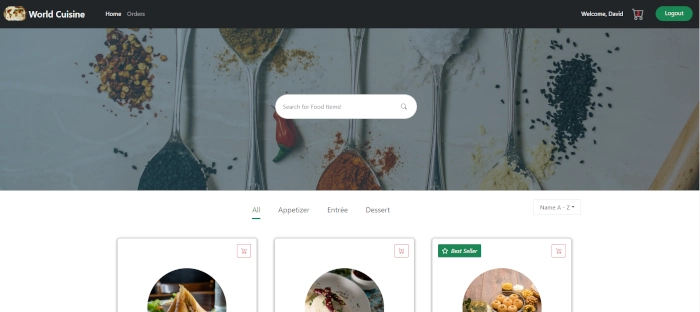 World Cuisine
Home Orders
Welcome, David
Logout
Search for Food Items!
All Appetizer Entrée Dessert
Name A - Z
Best Seller